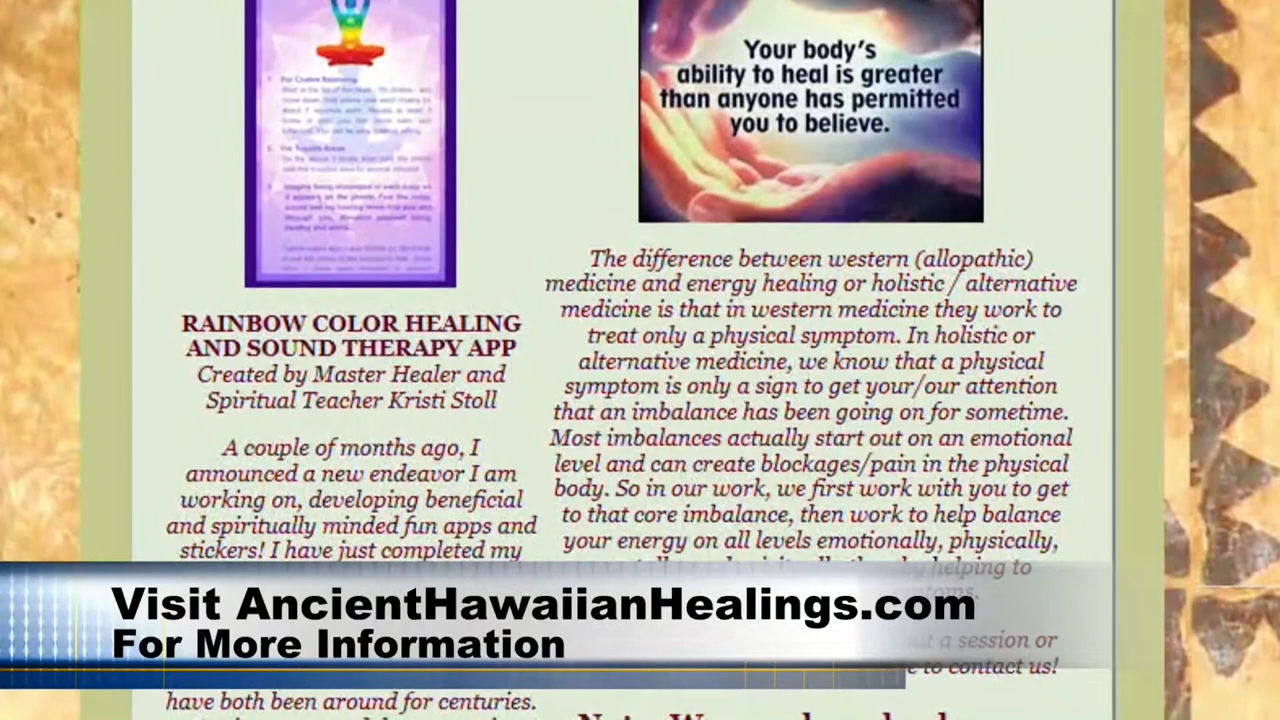 For Chakra Balancing
For Trouble Areas
Your body's
ability to heal is greater
than anyone has permitted
you to believe.
RAINBOW COLOR HEALING
AND SOUND THERAPY APP
Created by Master Healer and
Spiritual Teacher Kristi Stoll
A couple of months ago, I
announced a new endeavor I am
working on, developing beneficial
and spiritually minded fun apps and
stickers! I have just completed my
have both been around for centuries.
The difference between western (allopathic)
medicine and energy healing or holistic / alternative
medicine is that in western medicine they work to
treat only a physical symptom. In holistic or
alternative medicine, we know that a physical
symptom is only a sign to get your/our attention
that an imbalance has been going on for sometime.
Most imbalances actually start out on an emotional
level and can create blockages/pain in the physical
body. So in our work, we first work with you to get
to that core imbalance, then work to help balance
your energy on all levels emotionally, physically,
helping to
a session or
to contact us!
Visit AncientHawaiianHealings.com
For More Information